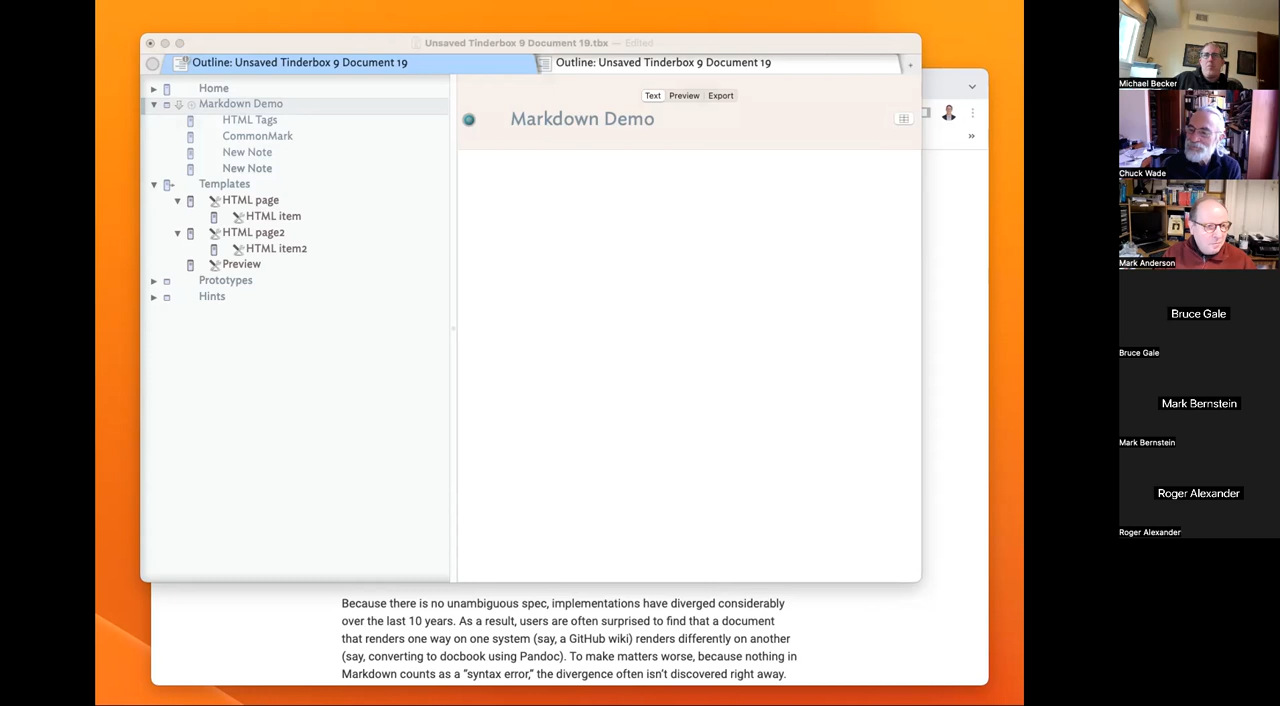 Unsaved Tinderbox 9 Document 19.tbx — Edited
Outline: Unsaved Tinderbox 9 Document 19
Outline: Unsaved Tinderbox 9 Document 19
+
Home
Markdown Demo
HTML Tags
CommonMark
New Note
New Note
Templates
HTML page
HTML item
HTML page2
HTML item2
Preview
Prototypes
Hints
Text Preview Export
Markdown Demo
»
Because there is no unambiguous spec, implementations have diverged considerably
over the last 10 years. As a result, users are often surprised to find that a document
that renders one way on one system (say, a GitHub wiki) renders differently on another
(say, converting to docbook using Pandoc). To make matters worse, because nothing in
Markdown counts as a “syntax error,” the divergence often isn’t discovered right away.
Michael Becker
Chuck Wade
Mark Anderson
Bruce Gale
Bruce Gale
Mark Bernstein
Mark Bernstein
Roger Alexander
Roger Alexander